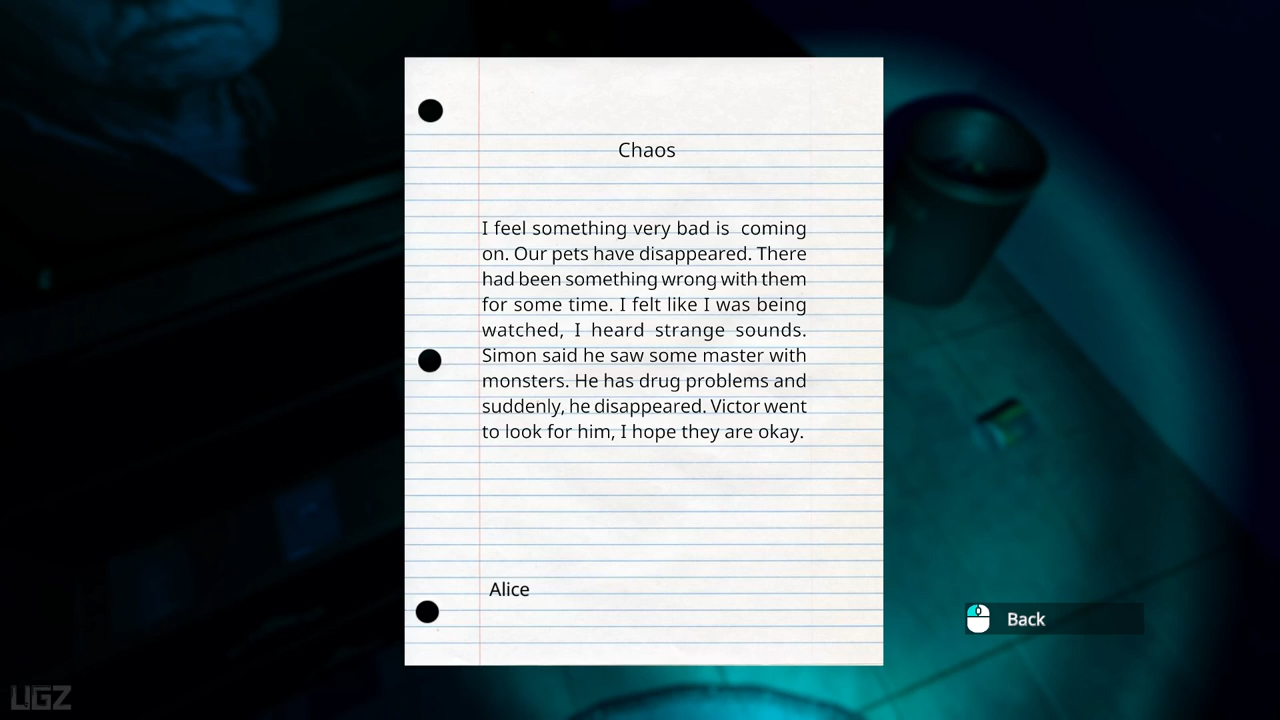 Chaos
I feel something very bad is  coming
on. Our pets have disappeared. There
had been something wrong with them
for some time. I felt like I was being
watched, I heard strange sounds.
Simon said he saw some master with
monsters. He has drug problems and
suddenly, he disappeared. Victor went
to look for him, I hope they are okay.
Alice
Back
UGZ